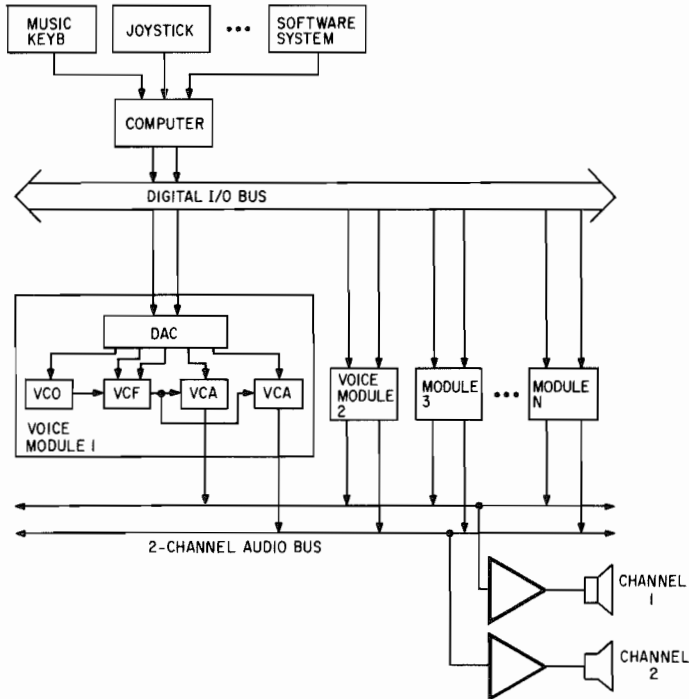 MUSIC
KEYB
JOYSTICK
•••
SOFTWARE
SYSTEM
COMPUTER
DIGITAL I/O BUS
DAC
VCO
VCF
VCA
VCA
VOICE
MODULE 1
VOICE
MODULE
2
MODULE
3
•••
MODULE
N
2-CHANNEL AUDIO BUS
CHANNEL
1
CHANNEL
2